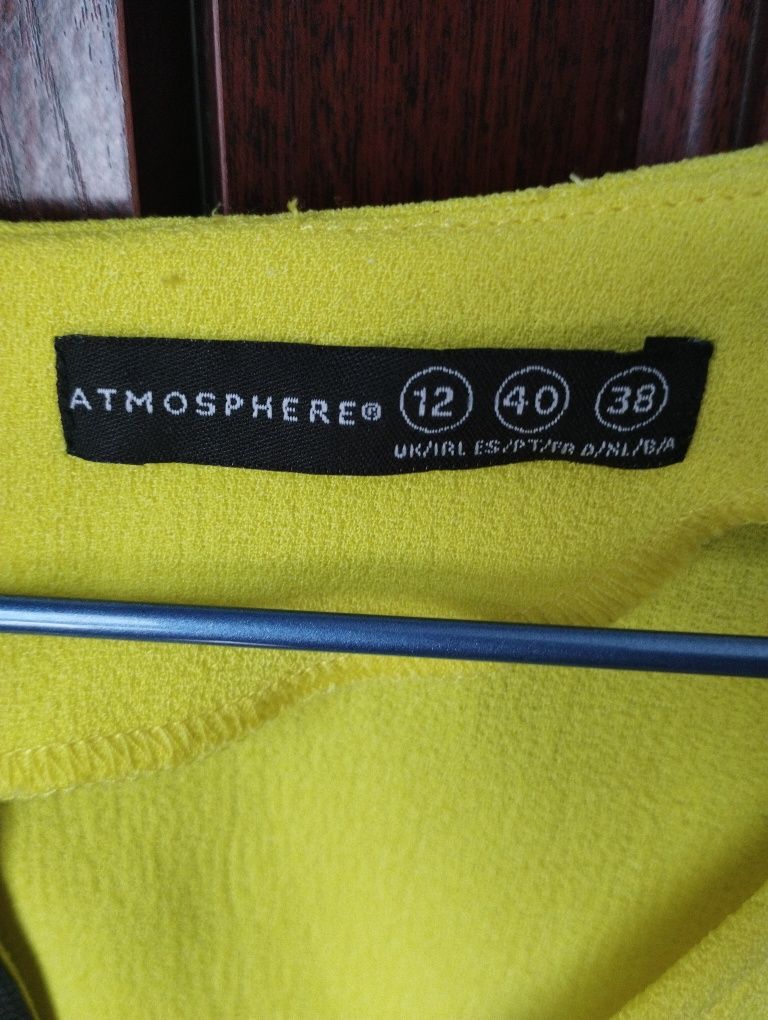 ATMOSPHERE® 12 40 38
UK/IRL ES/PT/FR D/NL/B/A